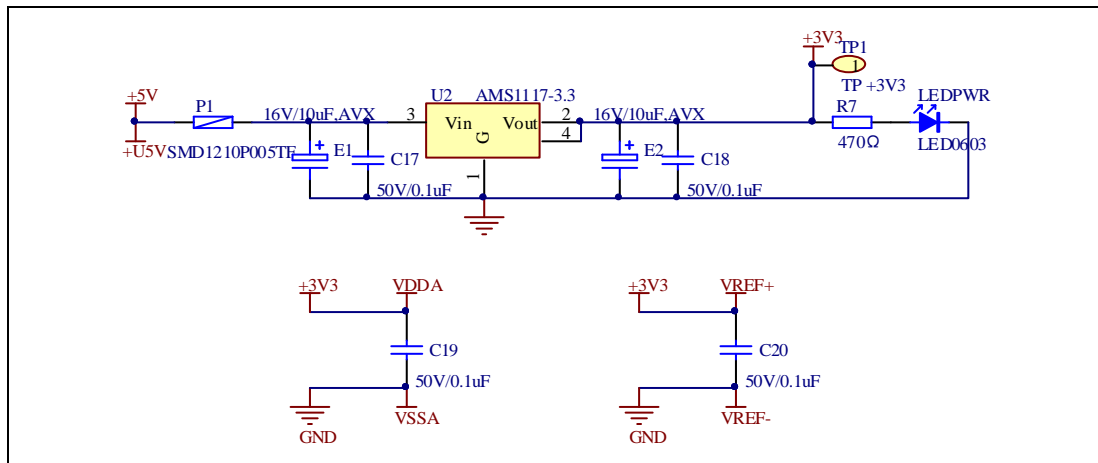 +3V3
TP1
1
TP +3V3
+5V
P1
U2
AMS1117-3.3
R7
LEDPWR
16V/10uF,AVX
3
Vin
Vout
G
2
4
16V/10uF,AVX
+U5V
SMD1210P005TF
E1
C17
1
E2
C18
470Ω
LED0603
50V/0.1uF
50V/0.1uF
+3V3
VDDA
+3V3
VREF+
C19
C20
50V/0.1uF
50V/0.1uF
GND
VSSA
GND
VREF-